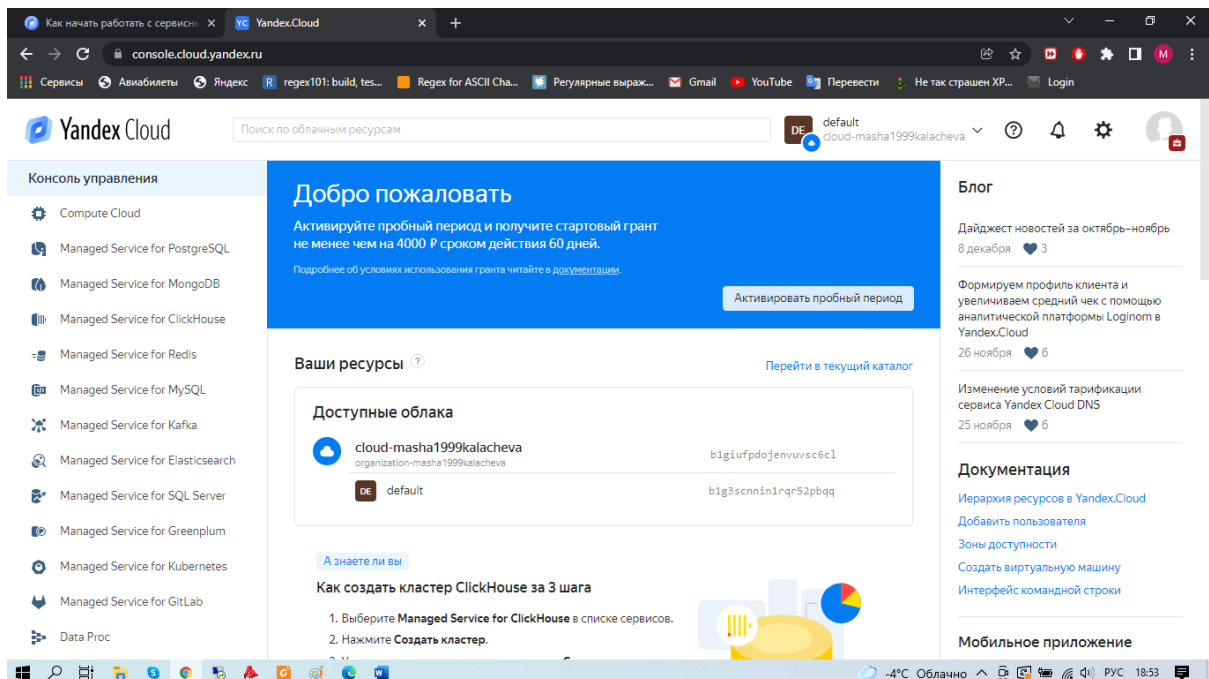 Как начать работать с сервисн
Yandex.Cloud
console.cloud.yandex.ru
M
Сервисы
Авиабилеты
Яндекс
regex101: build, tes...
Regex for ASCII Cha...
Регулярные выраж...
Gmail
YouTube
Перевести
Не так страшен XP...
Login
Yandex Cloud
Поиск по облачным ресурсам
DE
default
cloud-masha1999kalacheva
Консоль управления
Compute Cloud
Managed Service for PostgreSQL
Managed Service for MongoDB
Managed Service for ClickHouse
Managed Service for Redis
Managed Service for MySQL
Managed Service for Kafka
Managed Service for Elasticsearch
Managed Service for SQL Server
Managed Service for Greenplum
Managed Service for Kubernetes
Managed Service for GitLab
Data Proc
Добро пожаловать
Активируйте пробный период и получите стартовый грант
не менее чем на 4000 ₽ сроком действия 60 дней.
Подробнее об условиях использования гранта читайте в документации.
Активировать пробный период
Ваши ресурсы
Перейти в текущий каталог
Доступные облака
cloud-masha1999kalacheva
organization-masha1999kalacheva
b1giufpdojenvuvsc6cl
DE
default
b1g3scnnin1rqr52pbqq
А знаете ли вы
Как создать кластер ClickHouse за 3 шага
1. Выберите Managed Service for ClickHouse в списке сервисов.
2. Нажмите Создать кластер.
Блог
Дайджест новостей за октябрь–ноябрь
8 декабря 3
Формируем профиль клиента и
увеличиваем средний чек с помощью
аналитической платформы Loginom в
Yandex.Cloud
26 ноября 6
Изменение условий тарификации
сервиса Yandex Cloud DNS
25 ноября 6
Документация
Иерархия ресурсов в Yandex.Cloud
Добавить пользователя
Зоны доступности
Создать виртуальную машину
Интерфейс командной строки
Мобильное приложение
-4°C Облачно
РУС
18:53